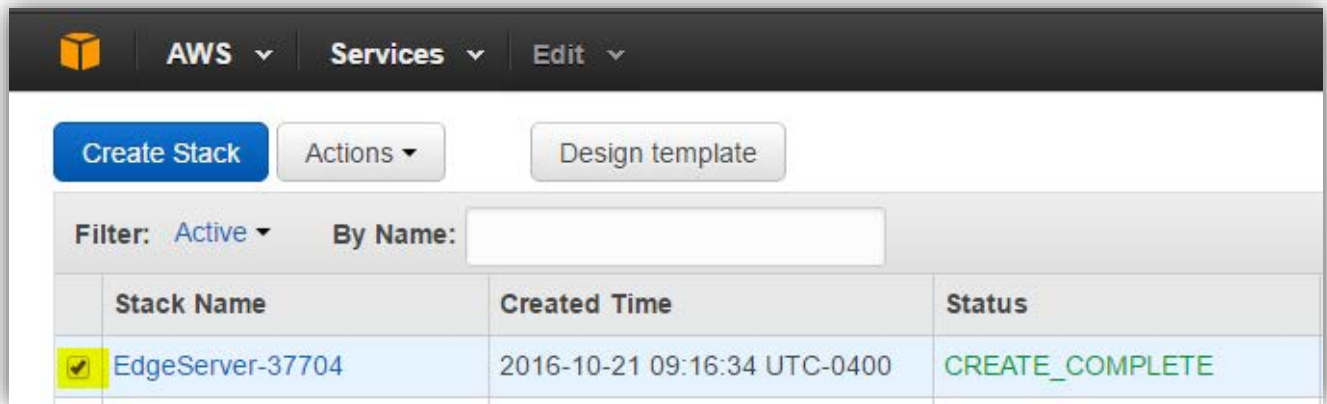 AWS Services Edit
Create Stack Actions Design template
Filter: Active By Name:
Stack Name Created Time Status
EdgeServer-37704 2016-10-21 09:16:34 UTC-0400 CREATE_COMPLETE